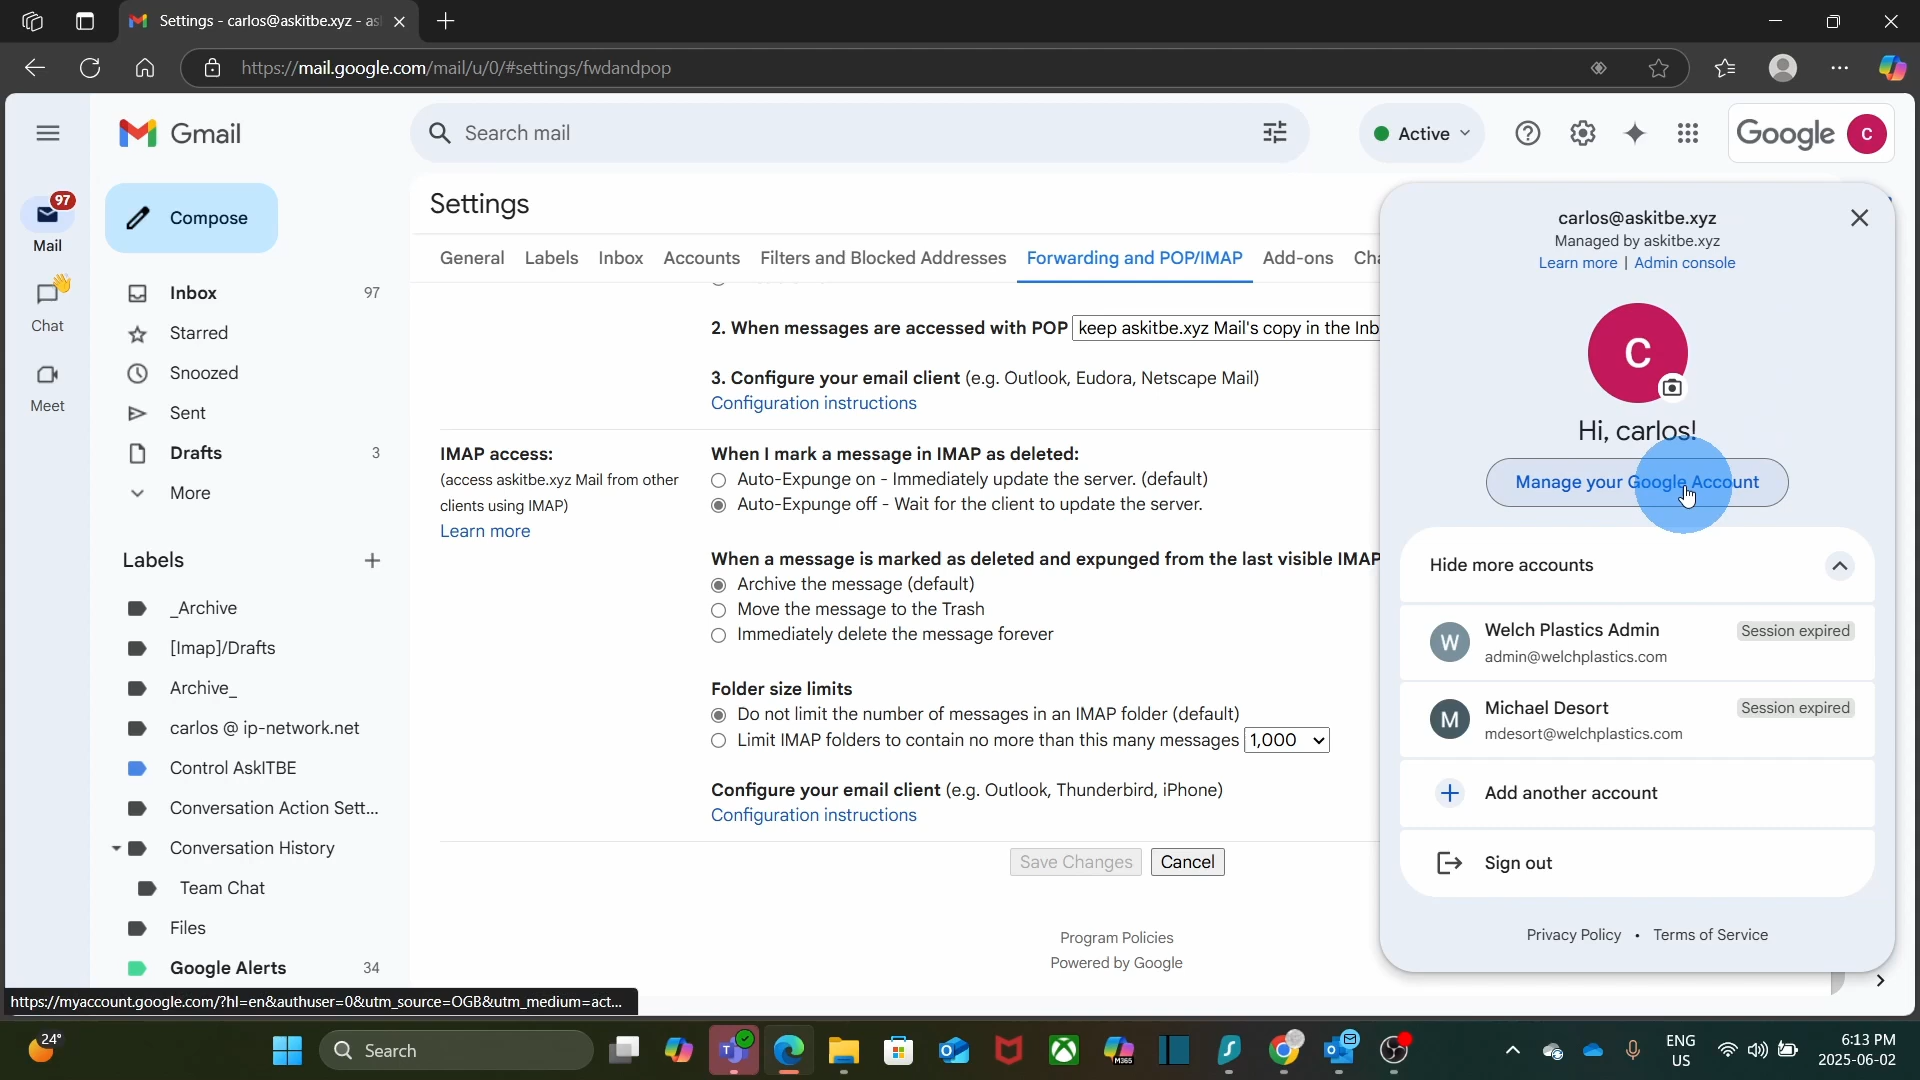 Settings - carlos@askitbe.xyz - as
https://mail.google.com/mail/u/0/#settings/fwdandpop
Gmail
Search mail
Active
Google
C
97
Mail
Chat
Meet
Compose
Inbox 97
Starred
Snoozed
Sent
Drafts 3
More
Labels
_Archive
[Imap]/Drafts
Archive_
carlos @ ip-network.net
Control AskITBE
Conversation Action Sett...
Conversation History
Team Chat
Files
Google Alerts 34
Settings
General Labels Inbox Accounts Filters and Blocked Addresses Forwarding and POP/IMAP Add-ons Cha
2. When messages are accessed with POP keep askitbe.xyz Mail's copy in the Inb
3. Configure your email client (e.g. Outlook, Eudora, Netscape Mail)
Configuration instructions
IMAP access:
(access askitbe.xyz Mail from other
clients using IMAP)
Learn more
When I mark a message in IMAP as deleted:
Auto-Expunge on - Immediately update the server. (default)
Auto-Expunge off - Wait for the client to update the server.
When a message is marked as deleted and expunged from the last visible IMAP
Archive the message (default)
Move the message to the Trash
Immediately delete the message forever
Folder size limits
Do not limit the number of messages in an IMAP folder (default)
Limit IMAP folders to contain no more than this many messages 1,000
Configure your email client (e.g. Outlook, Thunderbird, iPhone)
Configuration instructions
Save Changes Cancel
Program Policies
Powered by Google
carlos@askitbe.xyz
Managed by askitbe.xyz
Learn more | Admin console
C
Hi, carlos!
Manage your Google Account
Hide more accounts
W
Welch Plastics Admin Session expired
admin@welchplastics.com
M
Michael Desort Session expired
mdesort@welchplastics.com
Add another account
Sign out
Privacy Policy • Terms of Service
https://myaccount.google.com/?hl=en&authuser=0&utm_source=OGB&utm_medium=act...
24°
Search
M365
ENG
US
6:13 PM
2025-06-02